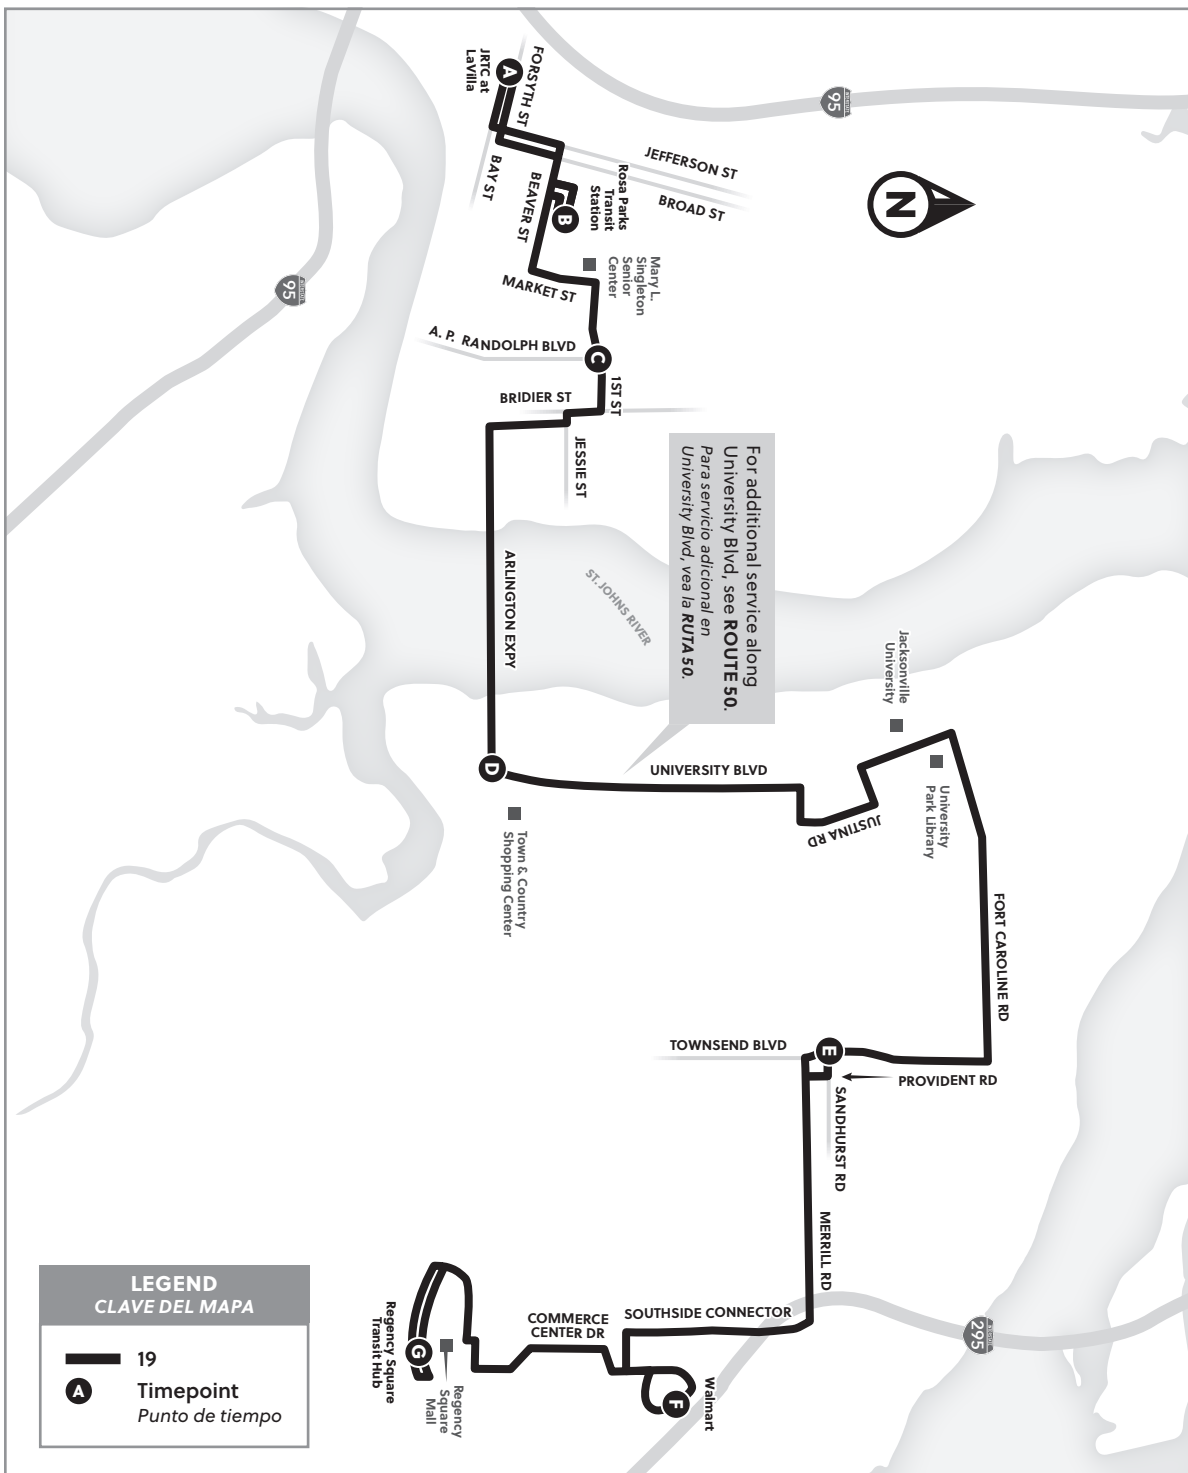 FORSYTH ST
A
JRTC at
LaVilla
BAY ST
JEFFERSON ST
BROAD ST
BEAVER ST
Rosa Parks
Transit
Station
B
MARKET ST
Mary L.
Singleton
Senior
Center
95
95
N
A. P. RANDOLPH BLVD
C
1ST ST
BRIDIER ST
JESSIE ST
For additional service along
University Blvd, see ROUTE 50.
Para servicio adicional en
University Blvd, vea la RUTA 50.
ARLINGTON EXPY
ST. JOHNS RIVER
Jacksonville
University
D
UNIVERSITY BLVD
Town & Country
Shopping Center
JUSTINA RD
University
Park Library
FORT CAROLINE RD
TOWNSEND BLVD
E
PROVIDENT RD
SANDHURST RD
MERRILL RD
295
SOUTHSIDE CONNECTOR
COMMERCE
CENTER DR
Walmart
F
G
Regency Square
Transit Hub
Regency
Square
Mall
LEGEND
CLAVE DEL MAPA
19
A Timepoint
Punto de tiempo